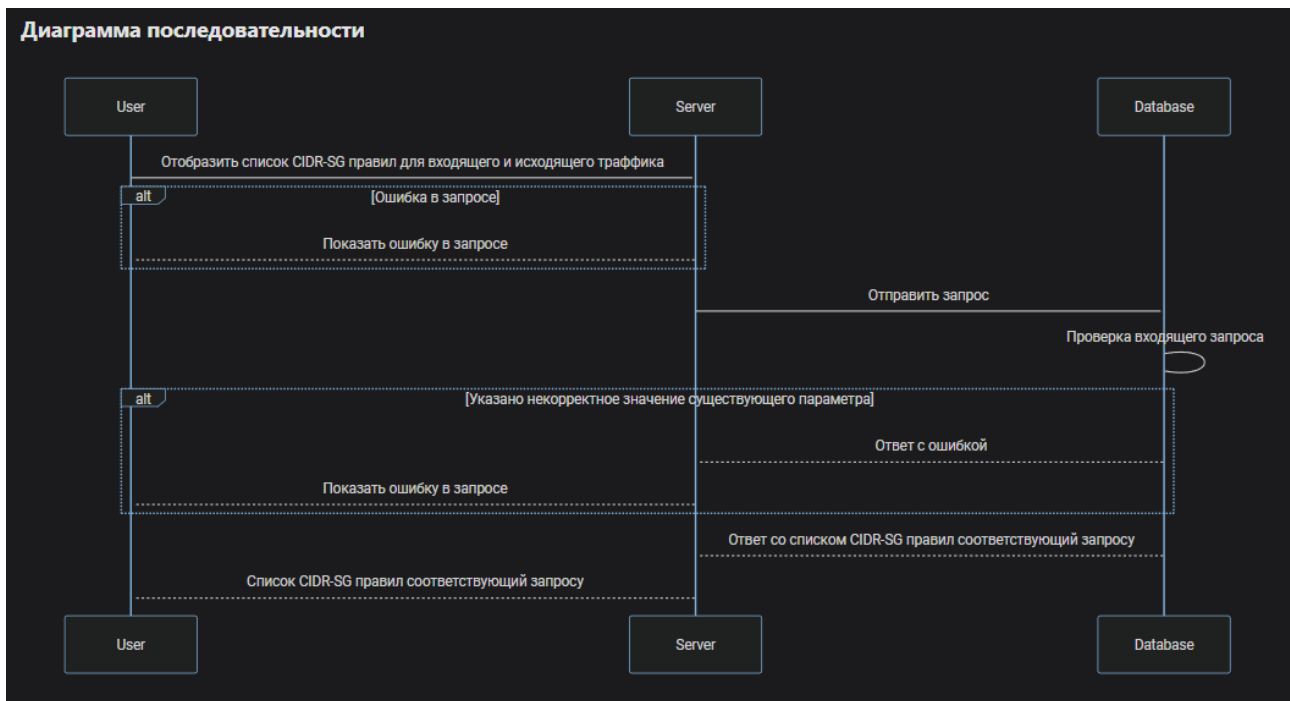 Диаграмма последовательности
User
Server
Database
Отобразить список CIDR-SG правил для входящего и исходящего траффика
alt
[Ошибка в запросе]
Показать ошибку в запросе
Отправить запрос
Проверка входящего запроса
alt
[Указано некорректное значение существующего параметра]
Ответ с ошибкой
Показать ошибку в запросе
Ответ со списком CIDR-SG правил соответствующий запросу
Список CIDR-SG правил соответствующий запросу
User
Server
Database